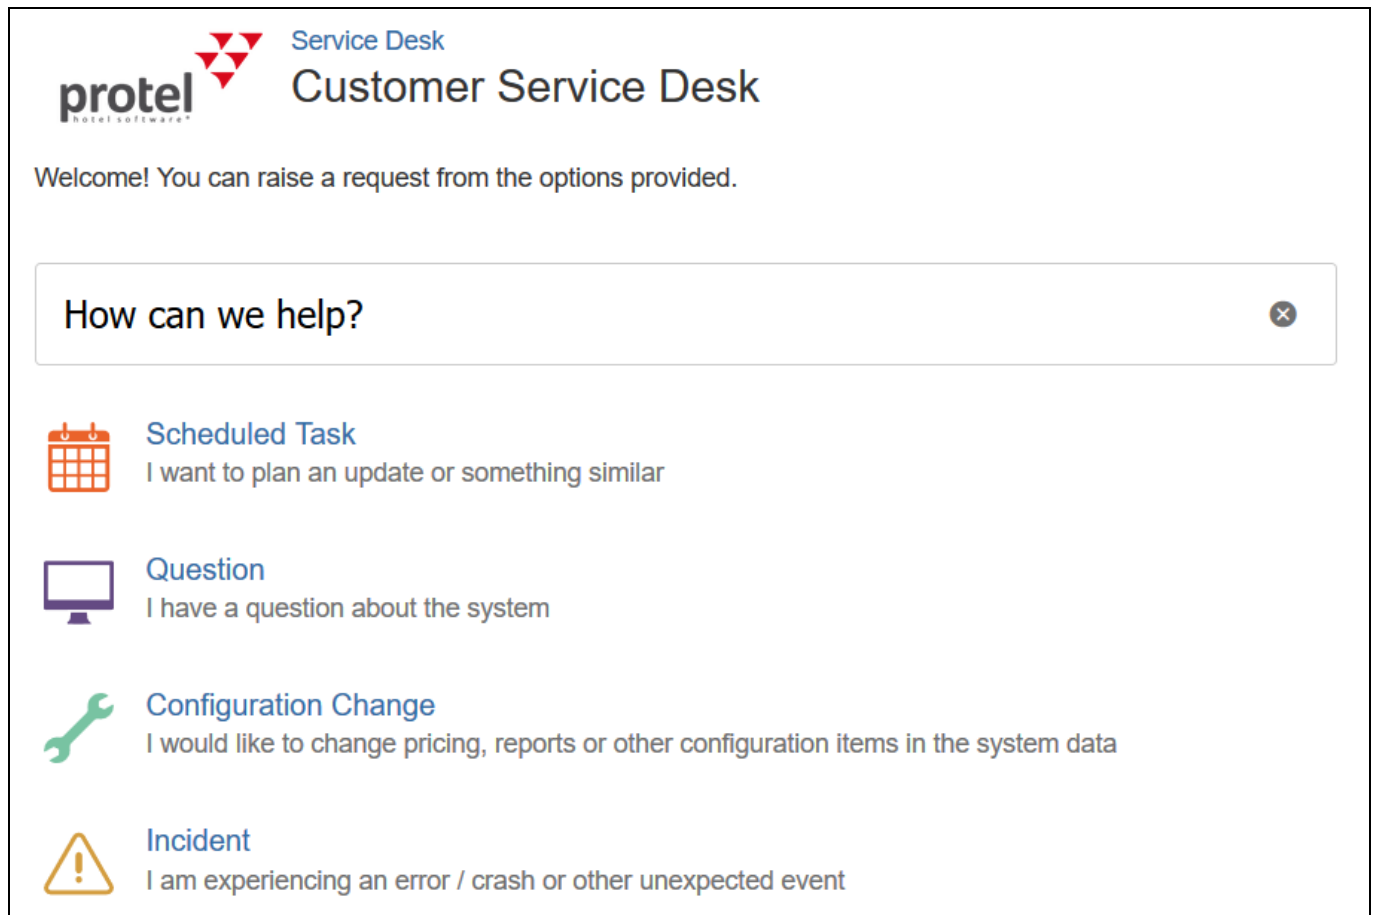 Service Desk
protel
hotel software®
Customer Service Desk
Welcome! You can raise a request from the options provided.
How can we help?
Scheduled Task
I want to plan an update or something similar
Question
I have a question about the system
Configuration Change
I would like to change pricing, reports or other configuration items in the system data
Incident
I am experiencing an error / crash or other unexpected event